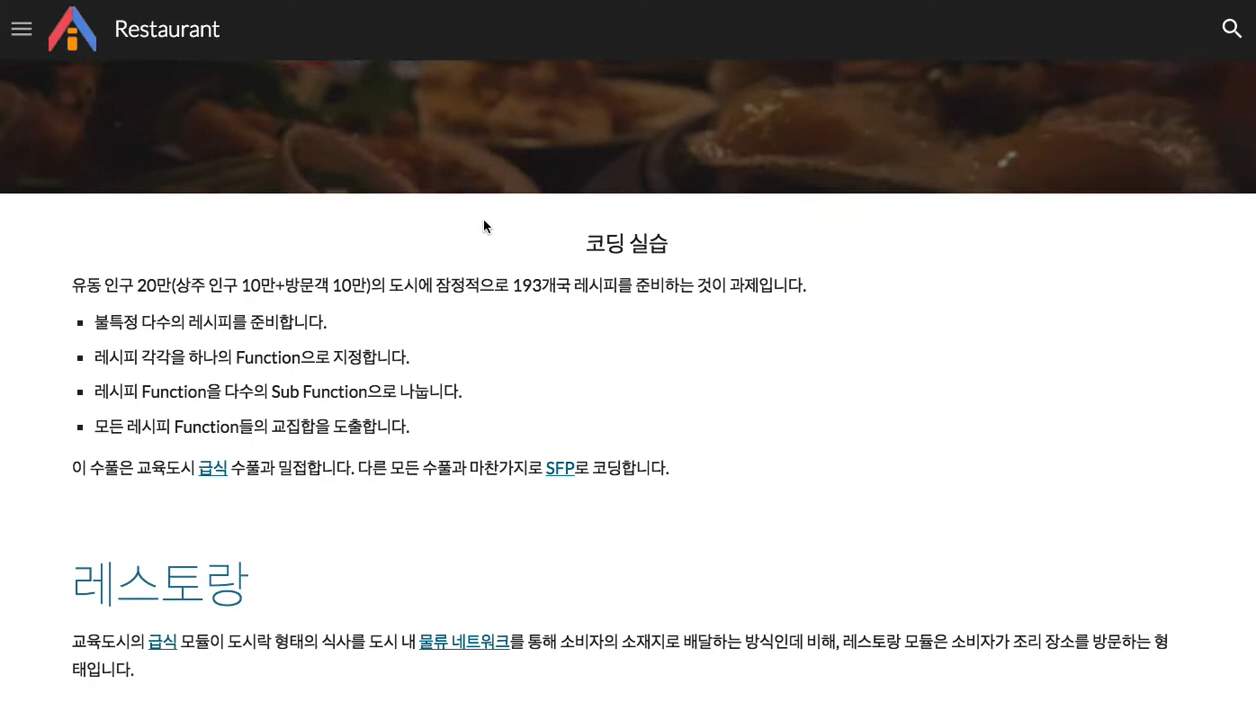 Restaurant
코딩 실습
유동 인구 20만(상주 인구 10만+방문객 10만)의 도시에 잠정적으로 193개국 레시피를 준비하는 것이 과제입니다.
불특정 다수의 레시피를 준비합니다.
레시피 각각을 하나의 Function으로 지정합니다.
레시피 Function을 다수의 Sub Function으로 나눕니다.
모든 레시피 Function들의 교집합을 도출합니다.
이 수풀은 교육도시 급식 수풀과 밀접합니다. 다른 모든 수풀과 마찬가지로 SFP로 코딩합니다.
레스토랑
교육도시의 급식 모듈이 도시락 형태의 식사를 도시 내 물류 네트워크를 통해 소비자의 소재지로 배달하는 방식인데 비해, 레스토랑 모듈은 소비자가 조리 장소를 방문하는 형
태입니다.